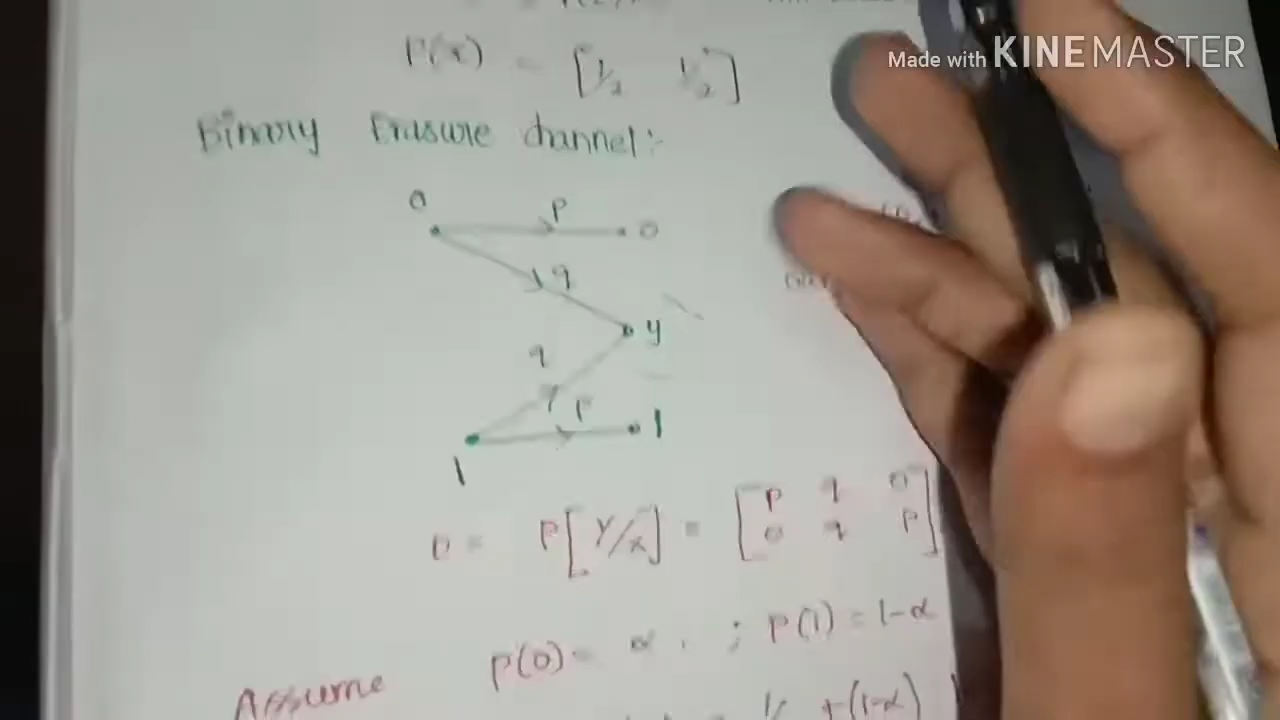 Made with KINEMASTER
P(x) = [1/2 1/2]
Binary Erasure channel:-
0 p 0
q
y
q
p 1
1
D = P[Y/x] = [p q 0
0 q p]
P(0) = α, ; P(1) = 1-α
Assume
+(1-α)